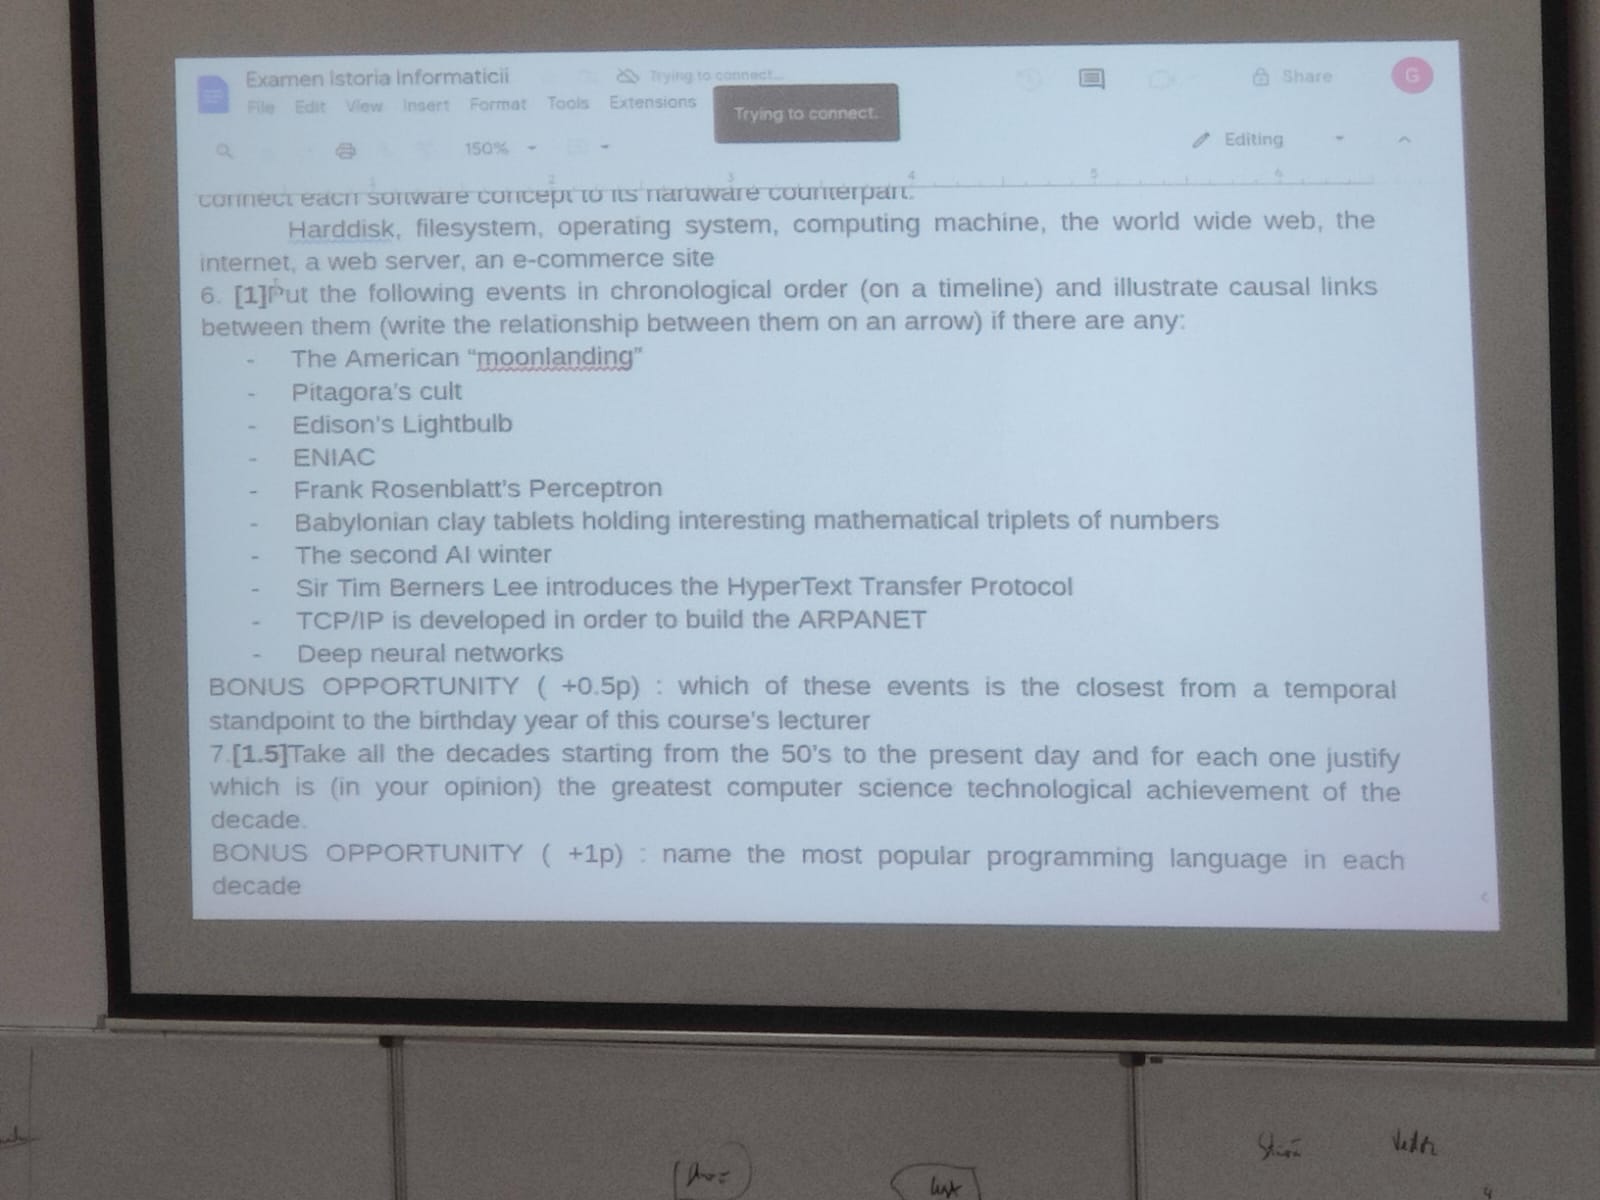 Examen Istoria Informaticii
Trying to connect...
File Edit View Insert Format Tools Extensions
Trying to connect.
Share
G
150%
Editing
2 3 4 5 6
connect each software concept to its hardware counterpart.
Harddisk, filesystem, operating system, computing machine, the world wide web, the
internet, a web server, an e-commerce site
6. [1]Put the following events in chronological order (on a timeline) and illustrate causal links
between them (write the relationship between them on an arrow) if there are any:
- The American “moonlanding”
- Pitagora's cult
- Edison's Lightbulb
- ENIAC
- Frank Rosenblatt's Perceptron
- Babylonian clay tablets holding interesting mathematical triplets of numbers
- The second AI winter
- Sir Tim Berners Lee introduces the HyperText Transfer Protocol
- TCP/IP is developed in order to build the ARPANET
- Deep neural networks
BONUS OPPORTUNITY ( +0.5p) : which of these events is the closest from a temporal
standpoint to the birthday year of this course's lecturer
7.[1.5]Take all the decades starting from the 50's to the present day and for each one justify
which is (in your opinion) the greatest computer science technological achievement of the
decade.
BONUS OPPORTUNITY ( +1p) : name the most popular programming language in each
decade